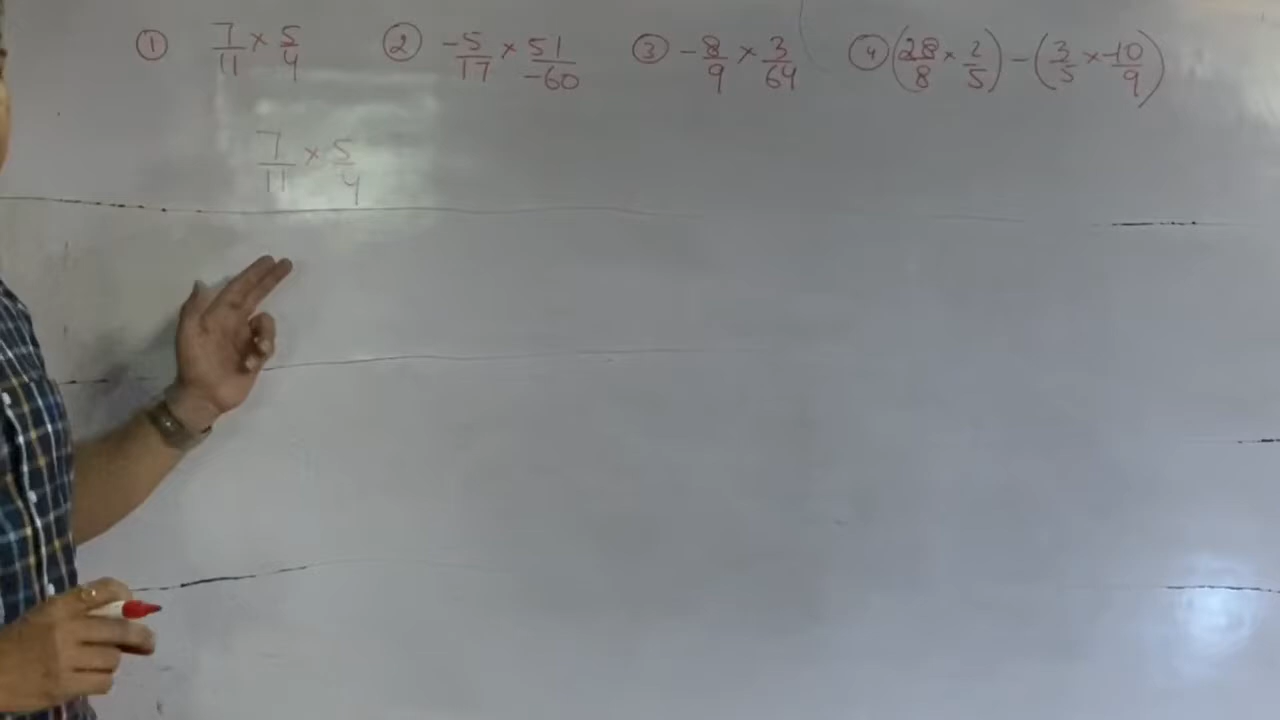 ① 7/11 × 5/4 ② -5/17 × 51/-60 ③ -8/9 × 3/64 ④ (28/8 × 2/5) - (3/5 × -10/9)
7/11 × 5/4